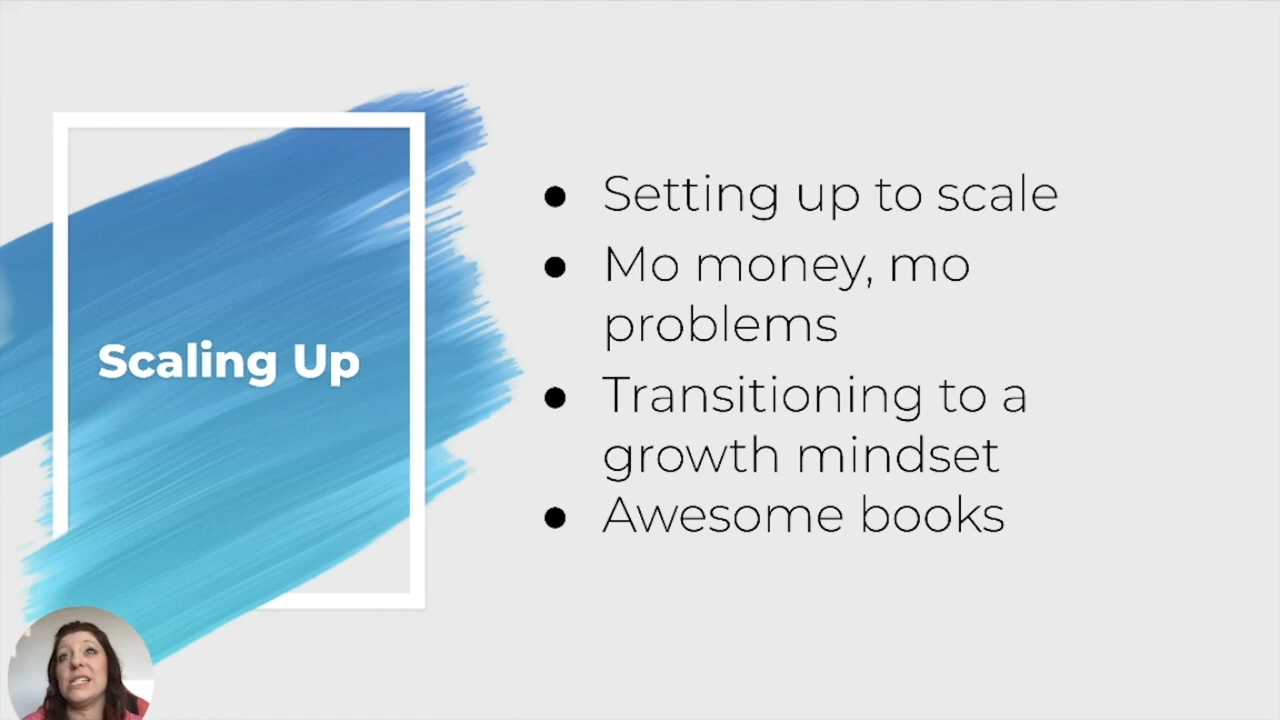 Scaling Up
● Setting up to scale
● Mo money, mo
problems
● Transitioning to a
growth mindset
● Awesome books